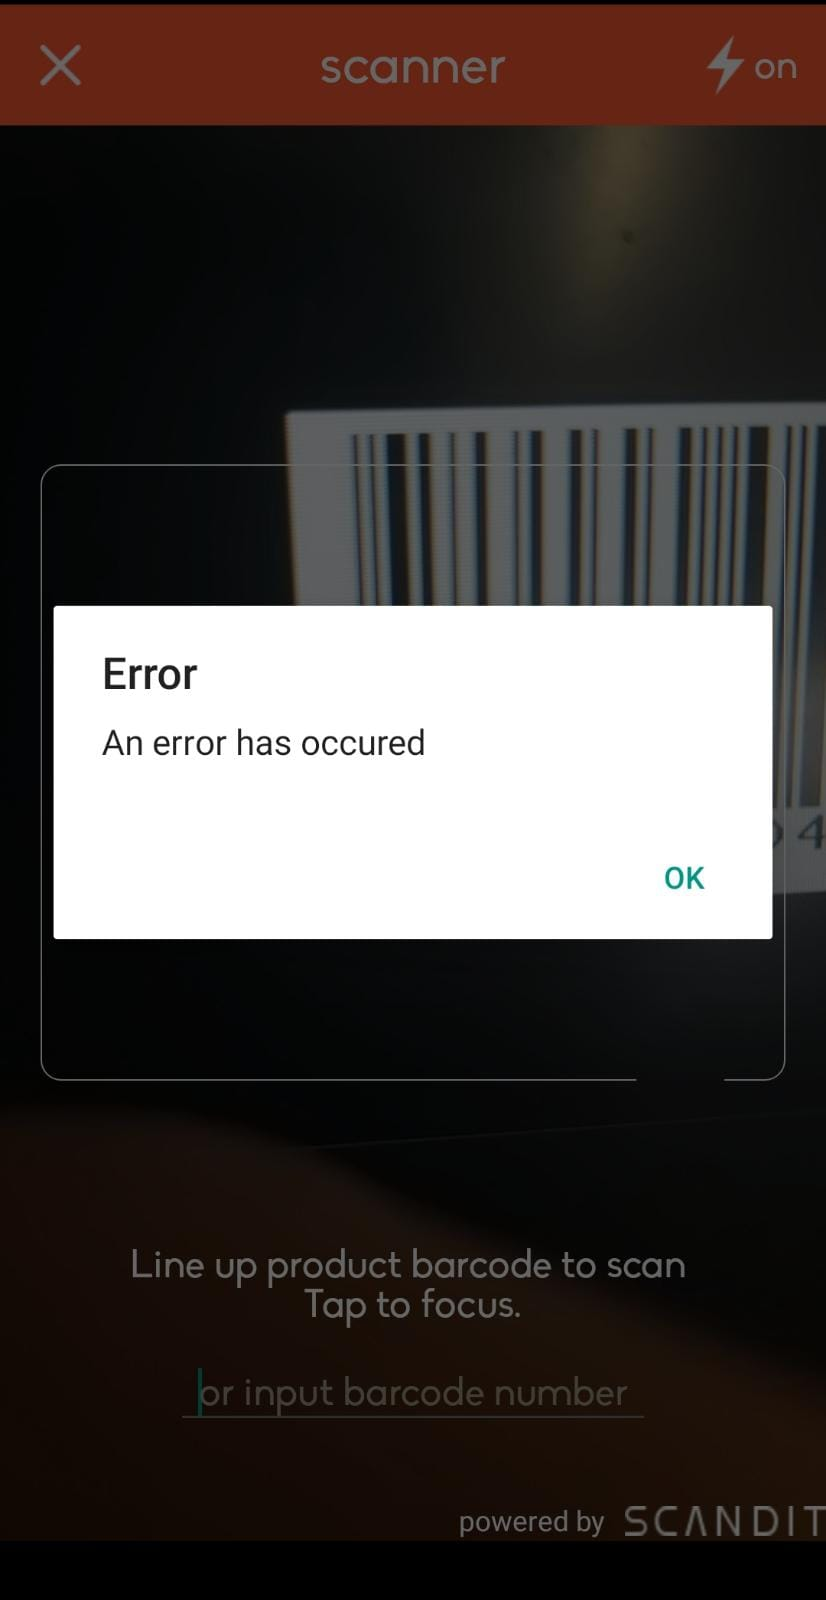 scanner
on
Error
An error has occured
4
OK
Line up product barcode to scan
Tap to focus.
or input barcode number
powered by SCANDIT